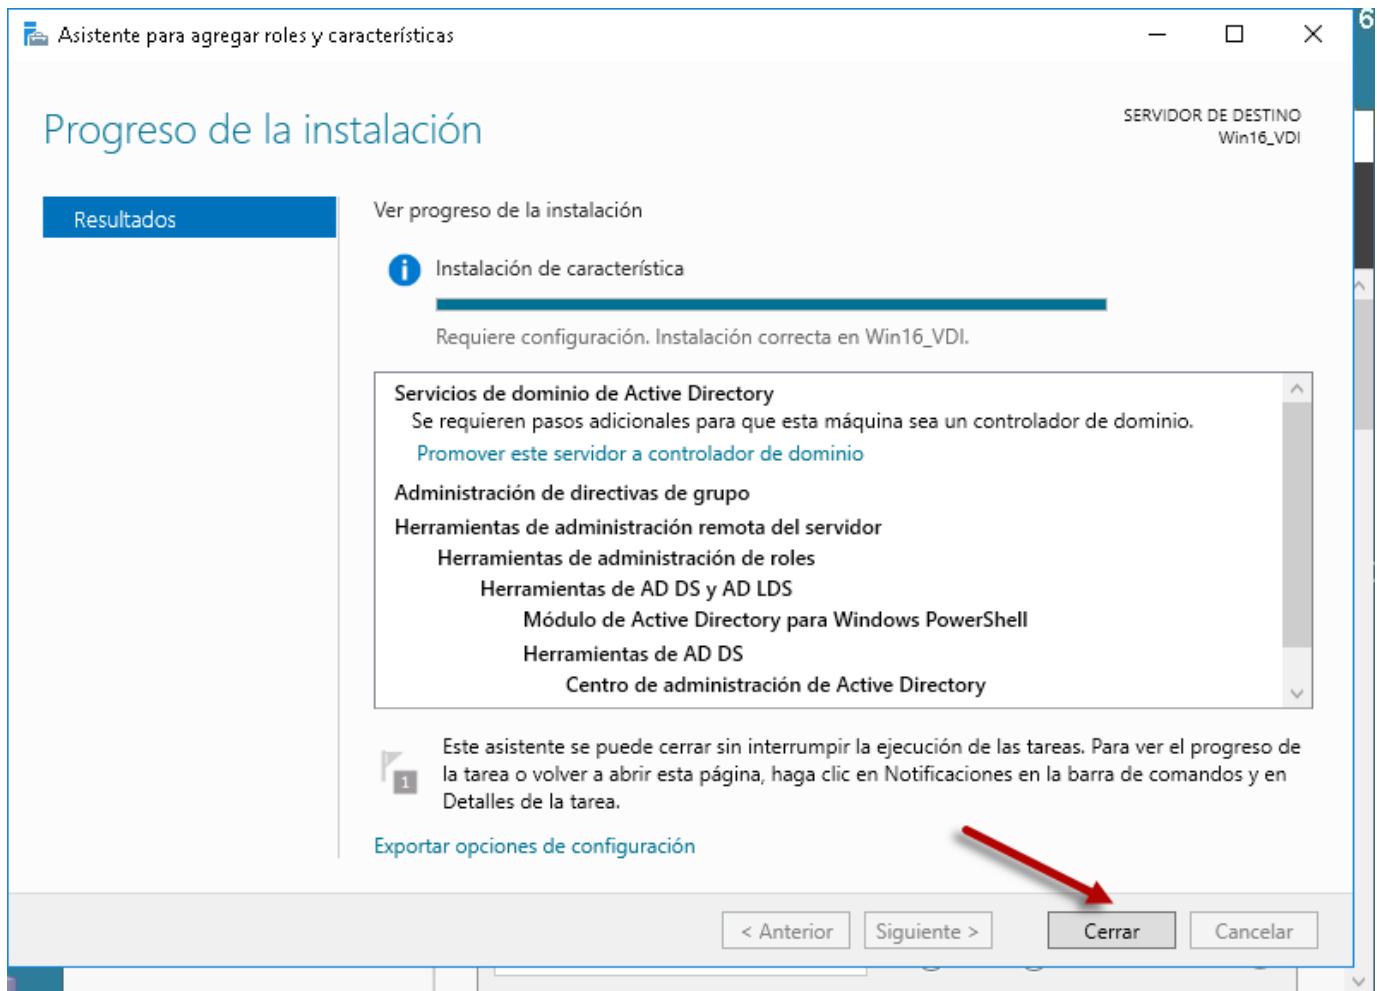 Asistente para agregar roles y características
6
Progreso de la instalación
SERVIDOR DE DESTINO
Win16_VDI
Resultados
Ver progreso de la instalación
Instalación de característica
Requiere configuración. Instalación correcta en Win16_VDI.
Servicios de dominio de Active Directory
Se requieren pasos adicionales para que esta máquina sea un controlador de dominio.
Promover este servidor a controlador de dominio
Administración de directivas de grupo
Herramientas de administración remota del servidor
Herramientas de administración de roles
Herramientas de AD DS y AD LDS
Módulo de Active Directory para Windows PowerShell
Herramientas de AD DS
Centro de administración de Active Directory
1
Este asistente se puede cerrar sin interrumpir la ejecución de las tareas. Para ver el progreso de
la tarea o volver a abrir esta página, haga clic en Notificaciones en la barra de comandos y en
Detalles de la tarea.
Exportar opciones de configuración
< Anterior
Siguiente >
Cerrar
Cancelar